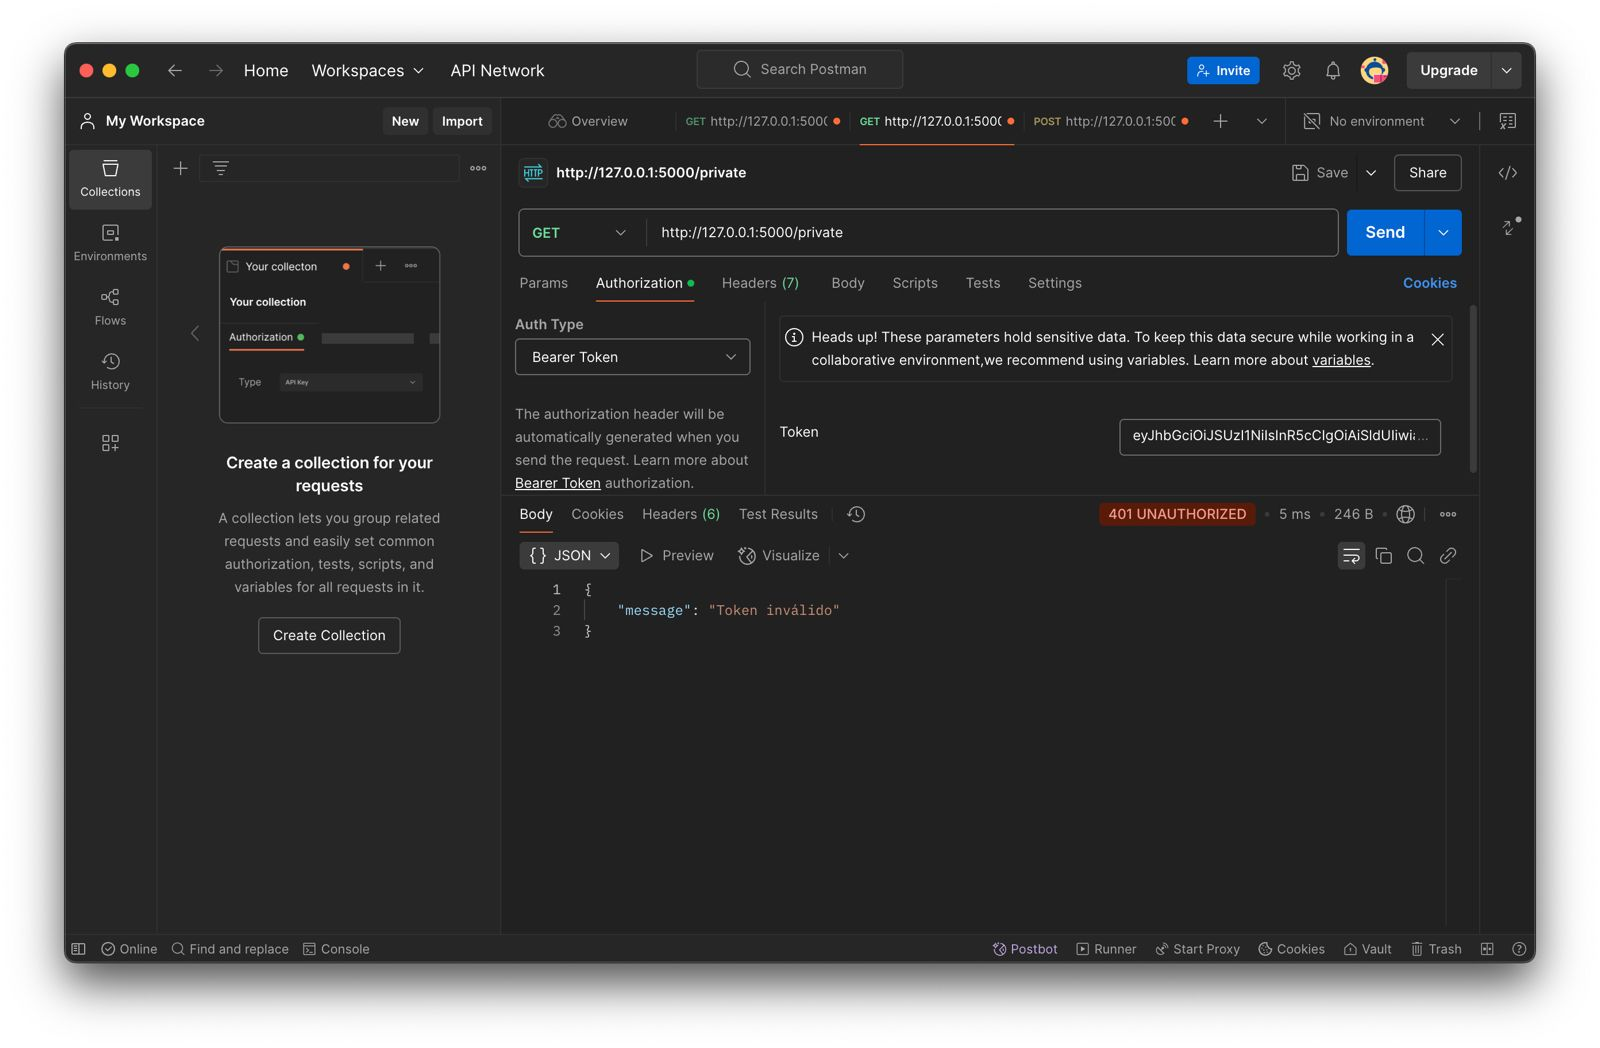 Home
Workspaces
API Network
Search Postman
Invite
Upgrade
My Workspace
New
Import
Overview
GET http://127.0.0.1:5000
GET http://127.0.0.1:5000
POST http://127.0.0.1:5000
No environment
Collections
Environments
Flows
History
Your collecton
Your collection
Authorization
Type
API Key
Create a collection for your
requests
A collection lets you group related
requests and easily set common
authorization, tests, scripts, and
variables for all requests in it.
Create Collection
HTTP
http://127.0.0.1:5000/private
Save
Share
GET
http://127.0.0.1:5000/private
Send
Params
Authorization
Headers (7)
Body
Scripts
Tests
Settings
Cookies
Auth Type
Bearer Token
The authorization header will be
automatically generated when you
send the request. Learn more about
Bearer Token authorization.
Heads up! These parameters hold sensitive data. To keep this data secure while working in a
collaborative environment,we recommend using variables. Learn more about variables.
Token
Body
Cookies
Headers (6)
Test Results
401 UNAUTHORIZED
5 ms
246 B
{} JSON
Preview
Visualize
1 {
2 "message": "Token inválido"
3 }
Online
Find and replace
Console
Postbot
Runner
Start Proxy
Cookies
Vault
Trash